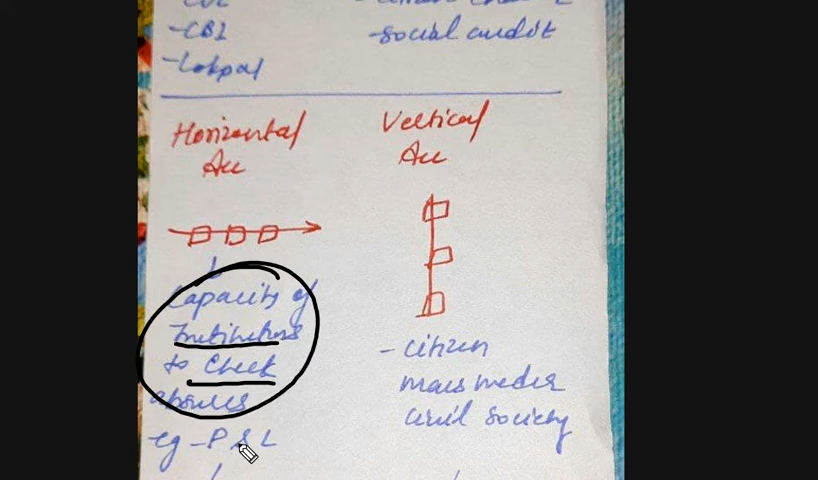 -CBI
-social audit
-Lokpal
Horizontal
Acc
Vertical
Acc
Capacity of
Institutions
to Check
abuses
eg -P & L
- citizen
mass media
civil society